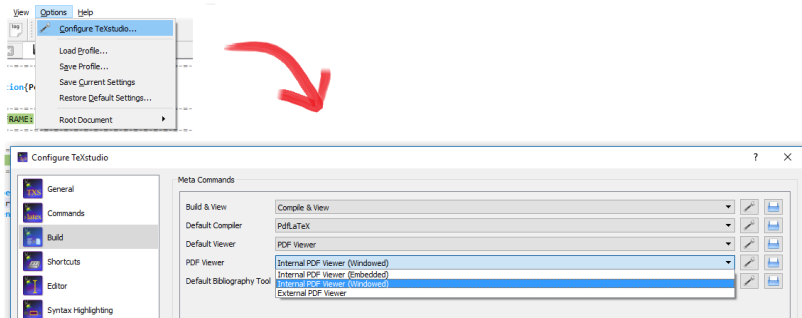 View Options Help
log
Configure TeXstudio...
Load Profile...
Save Profile...
Save Current Settings
Restore Default Settings...
Root Document
tion{P
RAME:
Configure TeXstudio
? X
General
Commands
Build
Shortcuts
Editor
Syntax Highlighting
Meta Commands
Build & View Compile & View
Default Compiler PdfLaTeX
Default Viewer PDF Viewer
PDF Viewer Internal PDF Viewer (Windowed)
Internal PDF Viewer (Embedded)
Default Bibliography Tool Internal PDF Viewer (Windowed)
External PDF Viewer